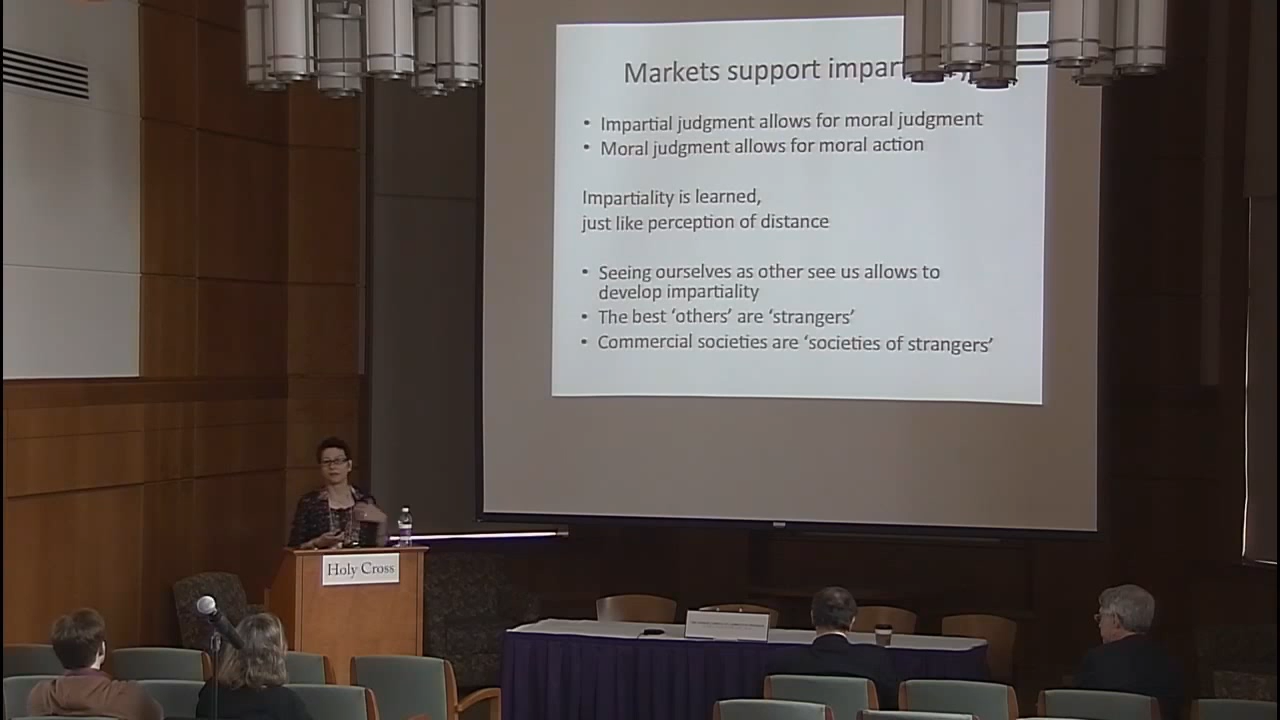 Markets support
• Impartial judgment allows for moral judgment
• Moral judgment allows for moral action
Impartiality is learned,
just like perception of distance
• Seeing ourselves as other see us allows to
develop impartiality
• The best ‘others’ are ‘strangers’
• Commercial societies are ‘societies of strangers’
Holy Cross